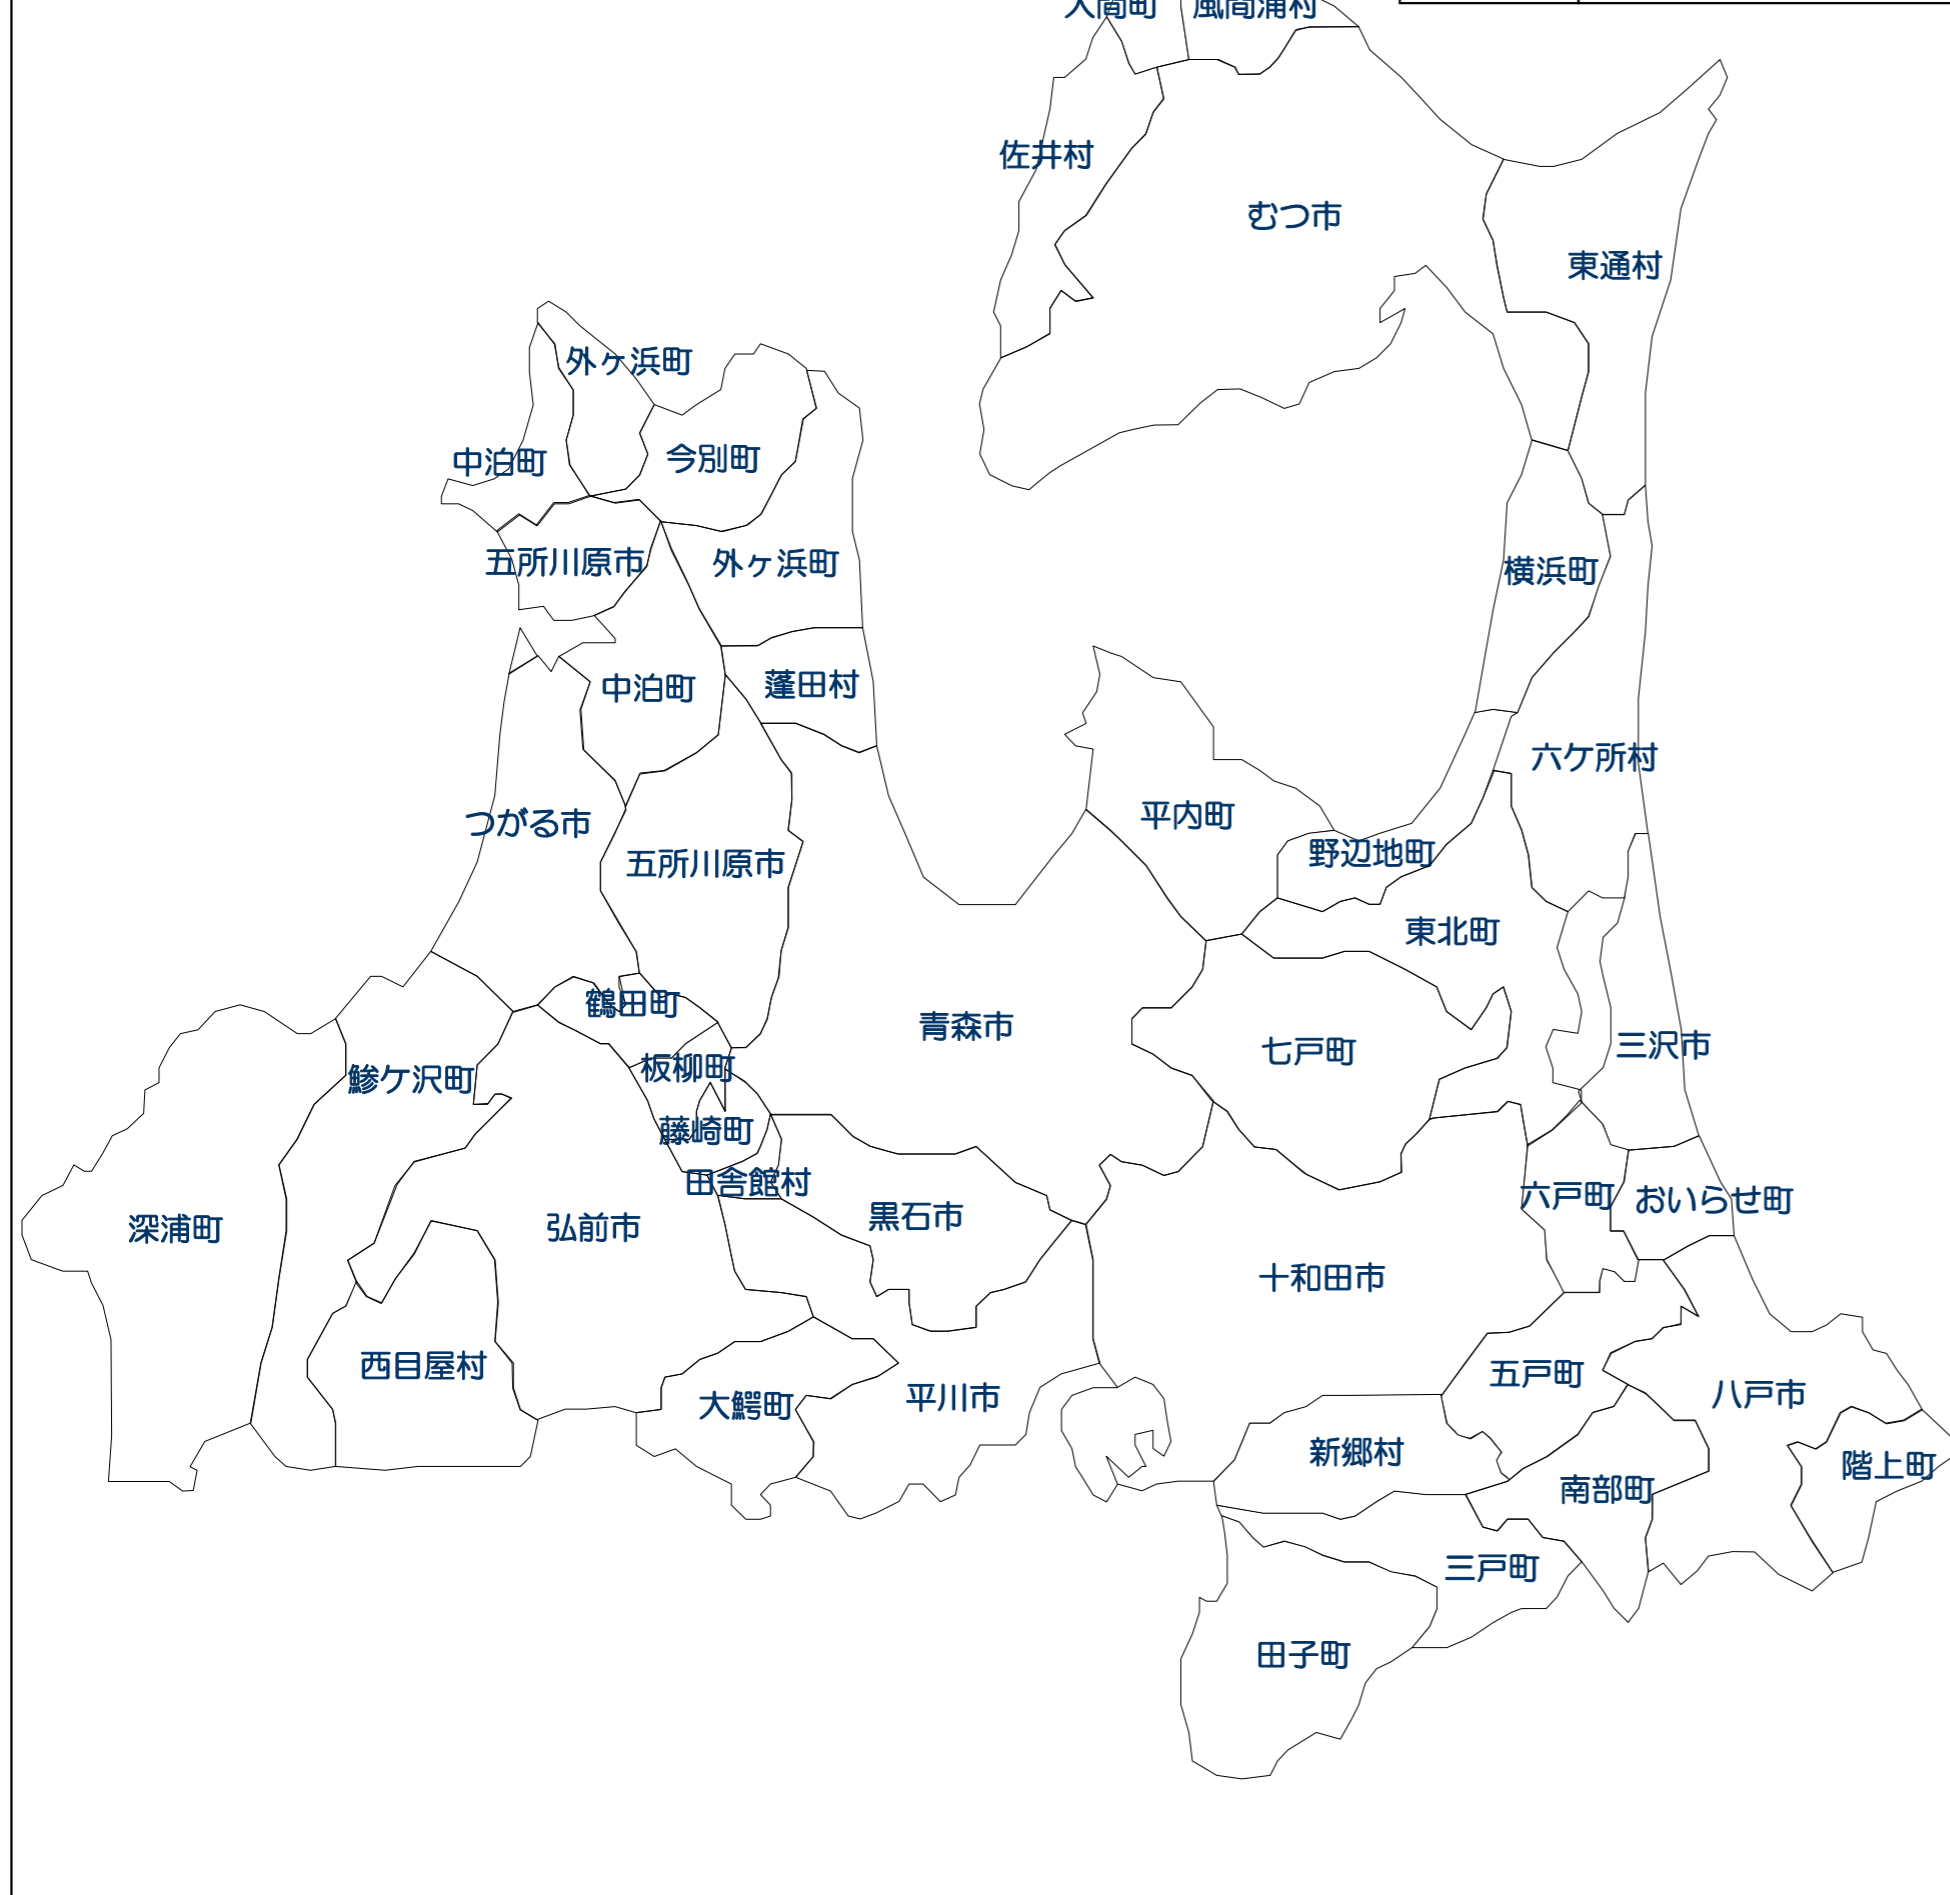 大間町
風間浦村
佐井村
むつ市
東通村
外ヶ浜町
中泊町
今別町
五所川原市
外ヶ浜町
横浜町
中泊町
蓬田村
六ケ所村
つがる市
平内町
五所川原市
野辺地町
東北町
鶴田町
青森市
七戸町
三沢市
板柳町
鰺ケ沢町
藤崎町
田舎館村
六戸町
おいらせ町
深浦町
弘前市
黒石市
十和田市
西目屋村
五戸町
大鰐町
平川市
八戸市
新郷村
階上町
南部町
三戸町
田子町